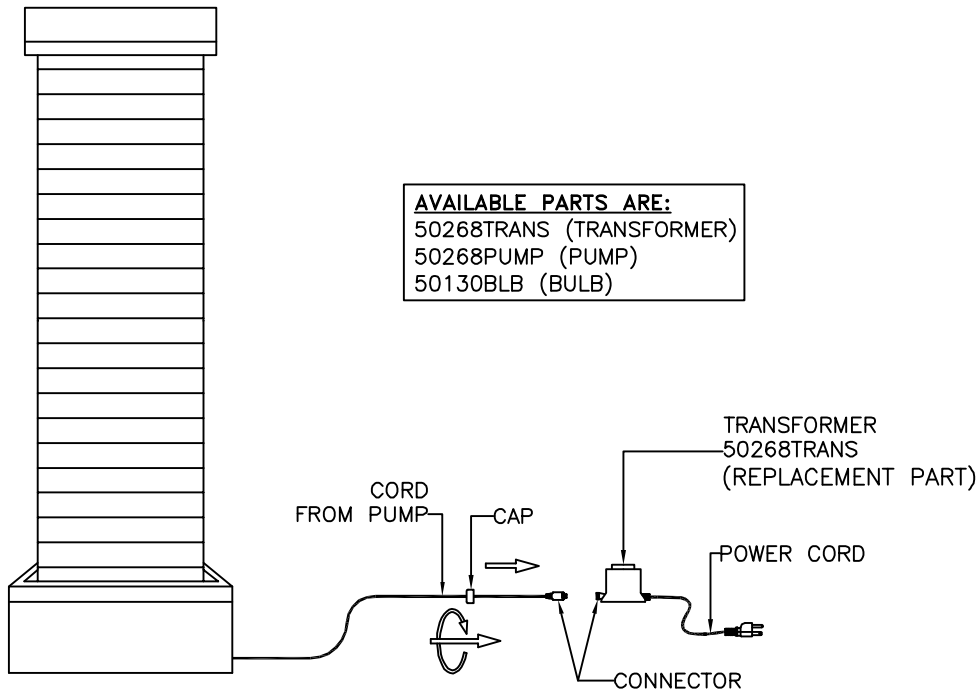 AVAILABLE PARTS ARE:
50268TRANS (TRANSFORMER)
50268PUMP (PUMP)
50130BLB (BULB)
TRANSFORMER
50268TRANS
(REPLACEMENT PART)
CORD
FROM PUMP
CAP
POWER CORD
CONNECTOR